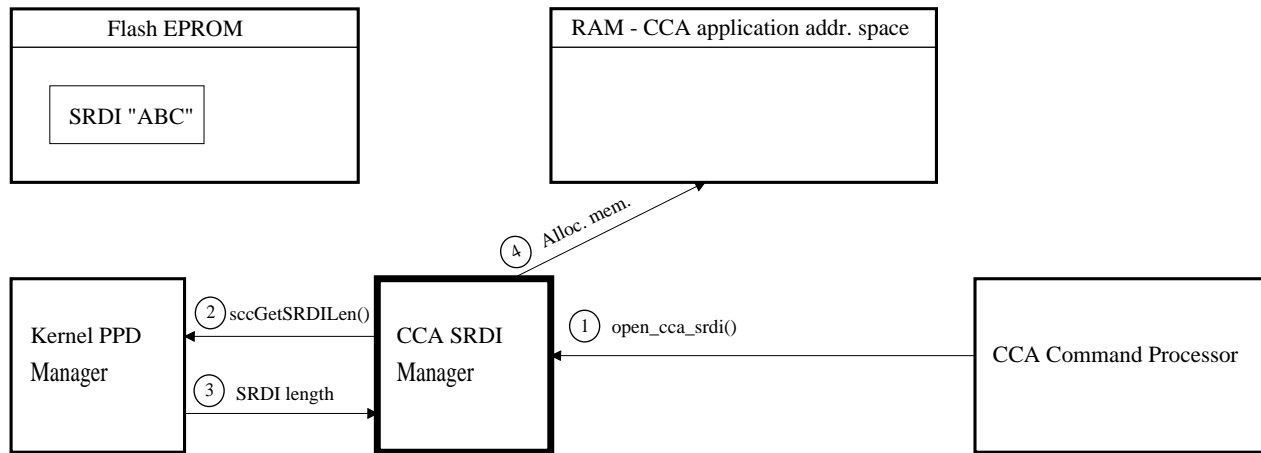 Flash EPROM
RAM - CCA application addr. space
SRDI "ABC"
4 Alloc. mem.
2 sccGetSRDILen()
1 open_cca_srdi()
Kernel PPD
Manager
CCA SRDI
Manager
CCA Command Processor
3 SRDI length